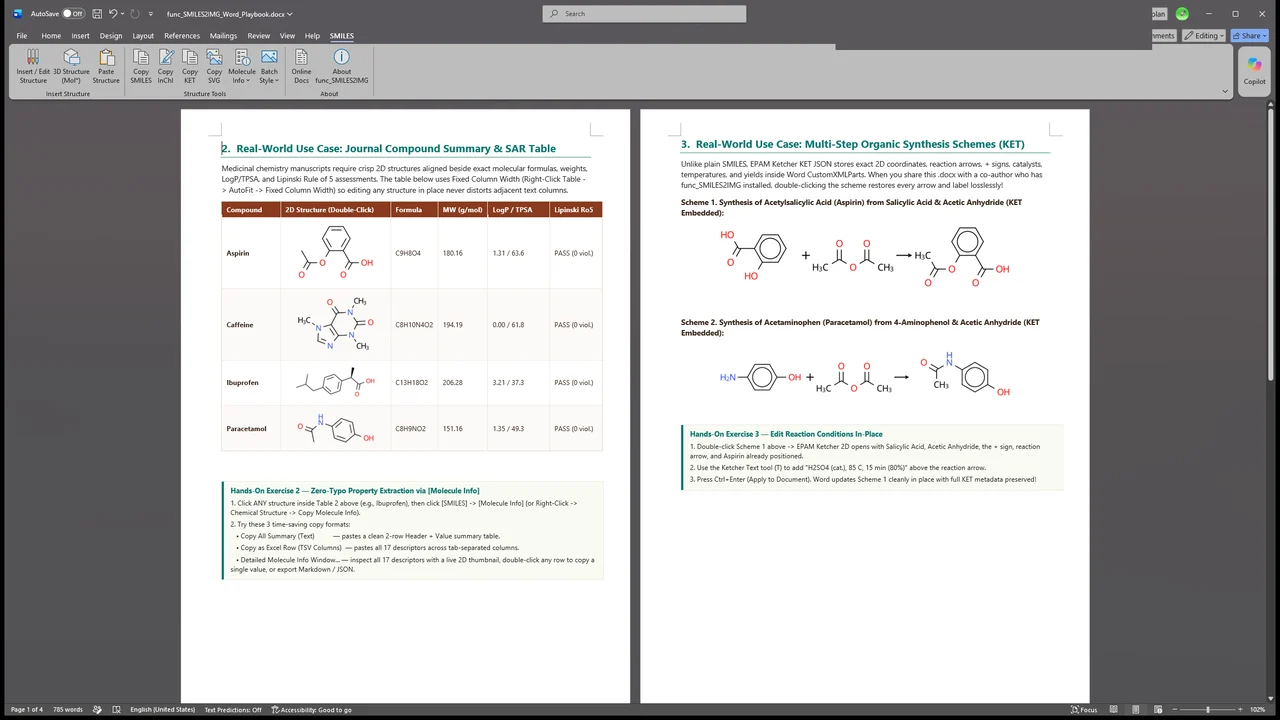 AutoSave Off func_SMILES2IMG_Word_Playbook.docx Search
File Home Insert Design Layout References Mailings Review View Help SMILES Editing Share
Insert / Edit Structure
3D Structure (Mol*)
Paste Structure
Copy SMILES
Copy InChI
Copy KET
Copy SVG
Molecule Info
Batch Style
Online Docs
About func_SMILES2IMG
Copilot
Insert Structure Structure Tools About
2. Real-World Use Case: Journal Compound Summary & SAR Table
Medicinal chemistry manuscripts require crisp 2D structures aligned beside exact molecular formulas, weights,
LogP/TPSA, and Lipinski Rule of 5 assessments. The table below uses Fixed Column Width (Right-Click Table -
> AutoFit -> Fixed Column Width) so editing any structure in place never distorts adjacent text columns.
Compound 2D Structure (Double-Click) Formula MW (g/mol) LogP / TPSA Lipinski Ro5
Aspirin O O O OH C9H8O4 180.16 1.31 / 63.6 PASS (0 viol.)
Caffeine O CH₃ N H₃C N O N N CH₃ C8H10N4O2 194.19 0.00 / 61.8 PASS (0 viol.)
Ibuprofen OH O C13H18O2 206.28 3.21 / 37.3 PASS (0 viol.)
Paracetamol H N O OH C8H9NO2 151.16 1.35 / 49.3 PASS (0 viol.)
Hands-On Exercise 2 — Zero-Typo Property Extraction via [Molecule Info]
1. Click ANY structure inside Table 2 above (e.g., Ibuprofen), then click [SMILES] -> [Molecule Info] (or Right-Click ->
Chemical Structure -> Copy Molecule Info).
2. Try these 3 time-saving copy formats:
• Copy All Summary (Text) — pastes a clean 2-row Header + Value summary table.
• Copy as Excel Row (TSV Columns) — pastes all 17 descriptors across tab-separated columns.
• Detailed Molecule Info Window... — inspect all 17 descriptors with a live 2D thumbnail, double-click any row to copy a
single value, or export Markdown / JSON.
3. Real-World Use Case: Multi-Step Organic Synthesis Schemes (KET)
Unlike plain SMILES, EPAM Ketcher KET JSON stores exact 2D coordinates, reaction arrows, + signs, catalysts,
temperatures, and yields inside Word CustomXMLParts. When you share this .docx with a co-author who has
func_SMILES2IMG installed, double-clicking the scheme restores every arrow and label losslessly!
Scheme 1. Synthesis of Acetylsalicylic Acid (Aspirin) from Salicylic Acid & Acetic Anhydride (KET
Embedded):
HO O HO + O O H₃C O CH₃ H₃C O O O OH
Scheme 2. Synthesis of Acetaminophen (Paracetamol) from 4-Aminophenol & Acetic Anhydride (KET
Embedded):
H₂N OH + O O H₃C O CH₃ H O N CH₃ OH
Hands-On Exercise 3 — Edit Reaction Conditions In-Place
1. Double-click Scheme 1 above -> EPAM Ketcher 2D opens with Salicylic Acid, Acetic Anhydride, the + sign, reaction
arrow, and Aspirin already positioned.
2. Use the Ketcher Text tool (T) to add "H2SO4 (cat.), 85 C, 15 min (80%)" above the reaction arrow.
3. Press Ctrl+Enter (Apply to Document). Word updates Scheme 1 cleanly in place with full KET metadata preserved!
Page 1 of 4 785 words English (United States) Text Predictions: Off Accessibility: Good to go Focus 102%